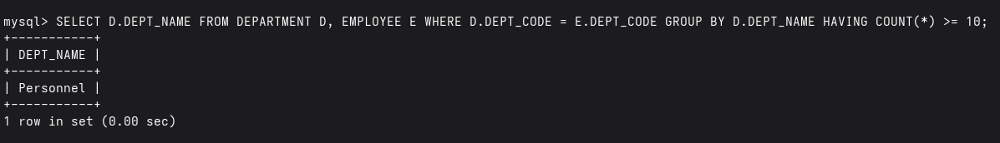 mysql> SELECT D.DEPT_NAME FROM DEPARTMENT D, EMPLOYEE E WHERE D.DEPT_CODE = E.DEPT_CODE GROUP BY D.DEPT_NAME HAVING COUNT(*) >= 10;
+-----------+
| DEPT_NAME |
+-----------+
| Personnel |
+-----------+
1 row in set (0.00 sec)